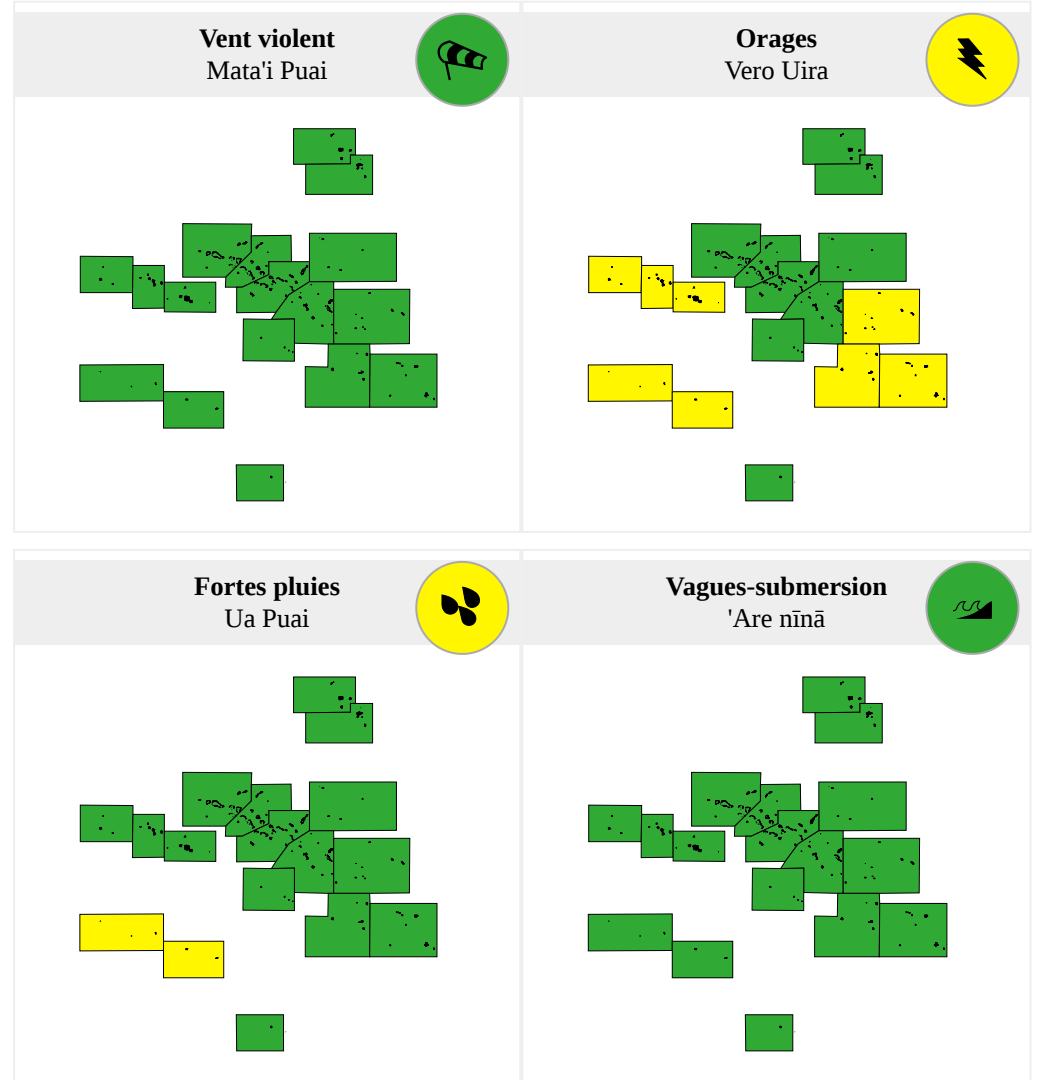 Vent violent
Mata'i Puai
Orages
Vero Uira
Fortes pluies
Ua Puai
Vagues-submersion
'Are nīnā